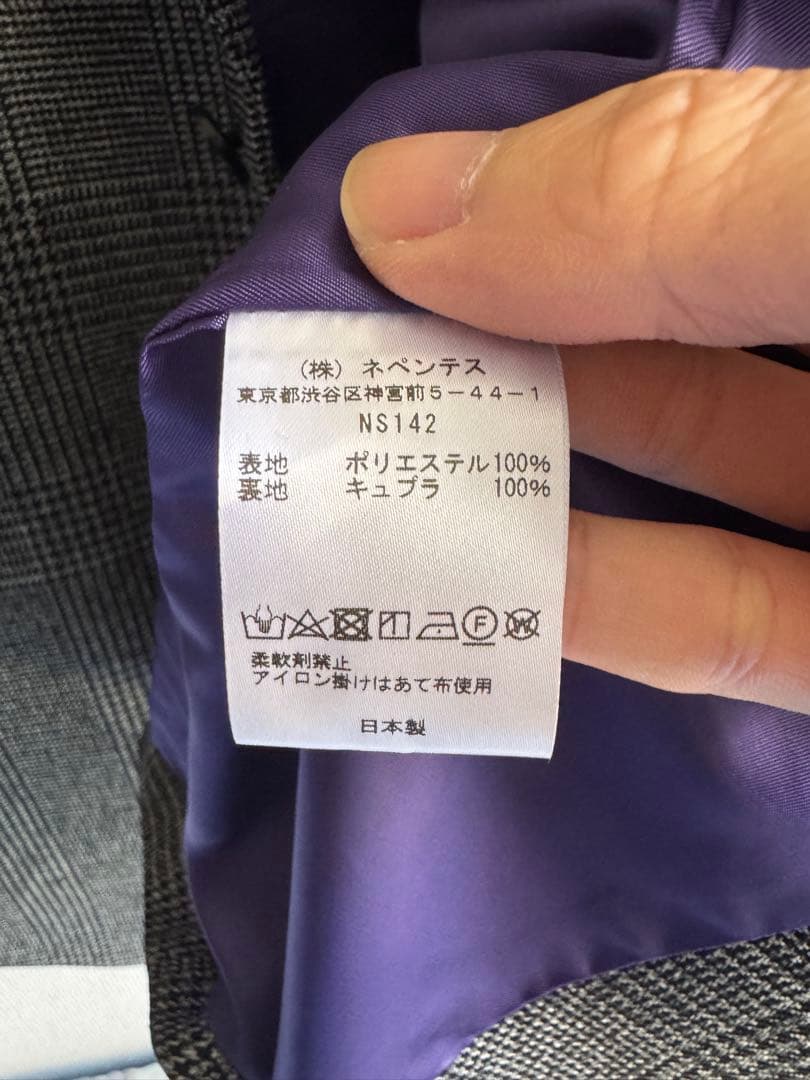 (株) ネペンテス
東京都渋谷区神宮前5-44-1
NS142
表地 ポリエステル100%
裏地 キュプラ 100%
F W
柔軟剤禁止
アイロン掛けはあて布使用
日本製